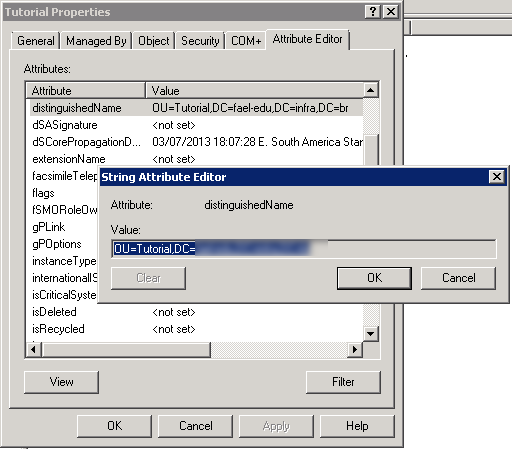 Tutorial Properties
General Managed By Object Security COM+ Attribute Editor
Attributes:
Attribute Value
distinguishedName OU=Tutorial,DC=fael-edu,DC=infra,DC=br
dSASignature <not set>
dSCorePropagationD... 03/07/2013 18:07:28 E. South America Star
extensionName <not set>
facsimileTelep
flags
fSMORoleOw
gPLink
gPOptions
instanceType
internationalIS
isCriticalSyste
isDeleted <not set>
isRecycled <not set>
View Filter
OK Cancel Apply Help
String Attribute Editor
Attribute: distinguishedName
Value:
OU=Tutorial,DC=
Clear OK Cancel